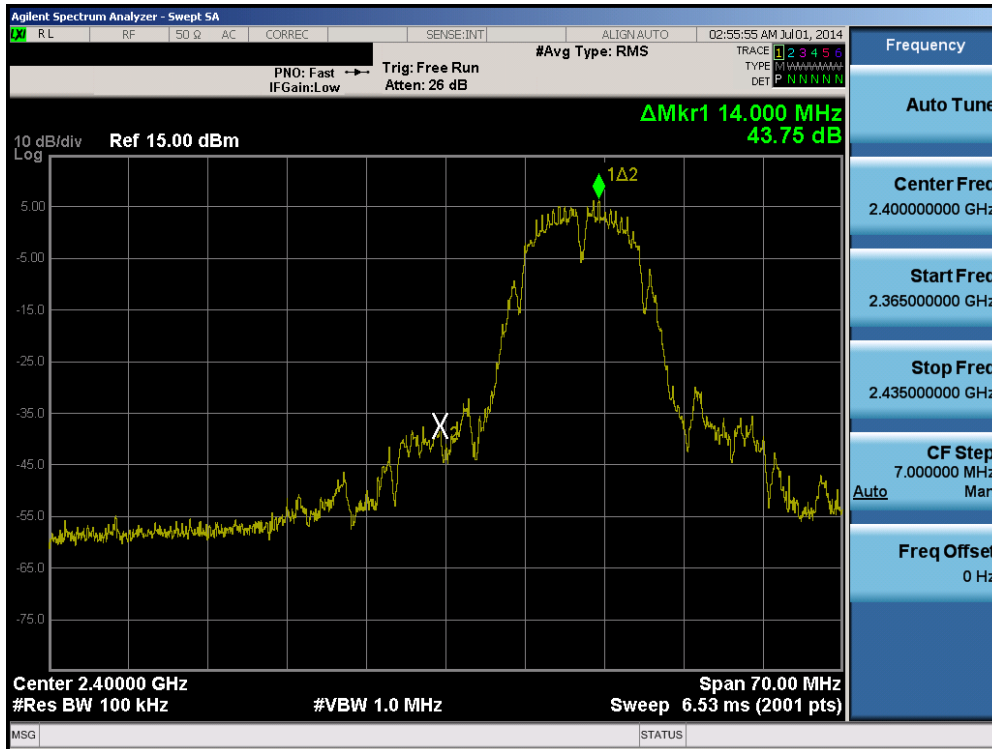 Agilent Spectrum Analyzer - Swept SA
LXI RL RF 50 Ω AC CORREC SENSE:INT ALIGN AUTO 02:55:55 AM Jul 01, 2014
PNO: Fast
IFGain:Low
Trig: Free Run
Atten: 26 dB
#Avg Type: RMS
TRACE 1 2 3 4 5 6
TYPE M
DET P N N N N N
ΔMkr1 14.000 MHz
43.75 dB
10 dB/div Ref 15.00 dBm
Log
1Δ2
5.00
-5.00
-15.0
-25.0
-35.0
2
-45.0
-55.0
-65.0
-75.0
Center 2.40000 GHz Span 70.00 MHz
#Res BW 100 kHz #VBW 1.0 MHz Sweep 6.53 ms (2001 pts)
MSG STATUS
Frequency
Auto Tune
Center Freq
2.400000000 GHz
Start Freq
2.365000000 GHz
Stop Freq
2.435000000 GHz
CF Step
7.000000 MHz
Auto Man
Freq Offset
0 Hz